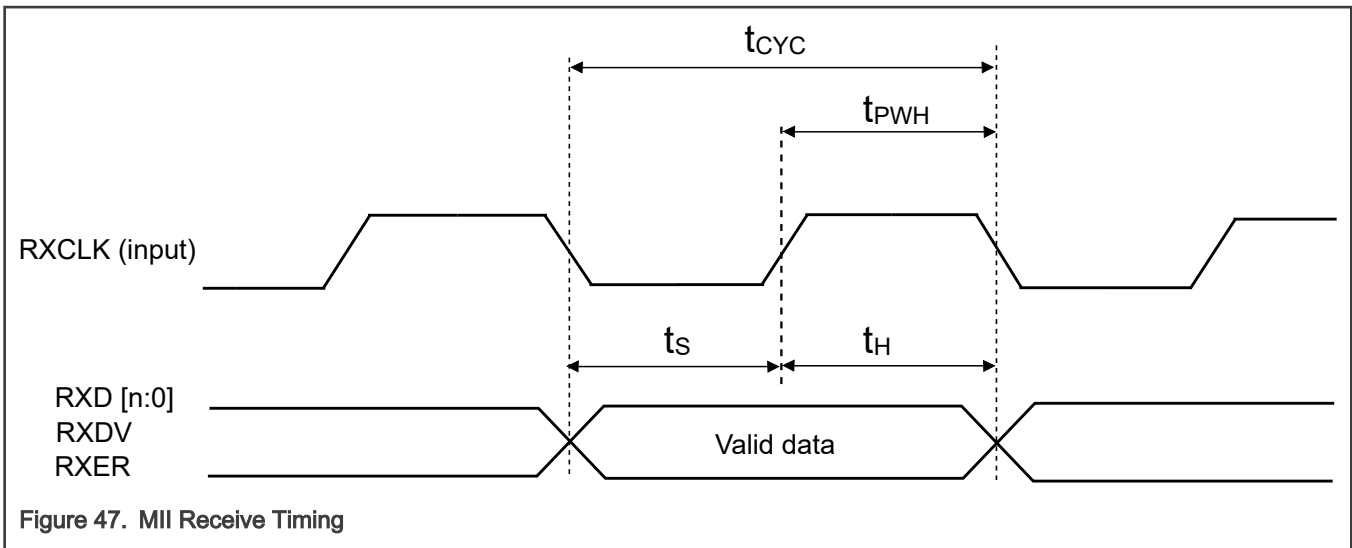 tCYC
tPWH
RXCLK (input)
tS
tH
RXD [n:0]
RXDV
RXER
Valid data
Figure 47. MII Receive Timing